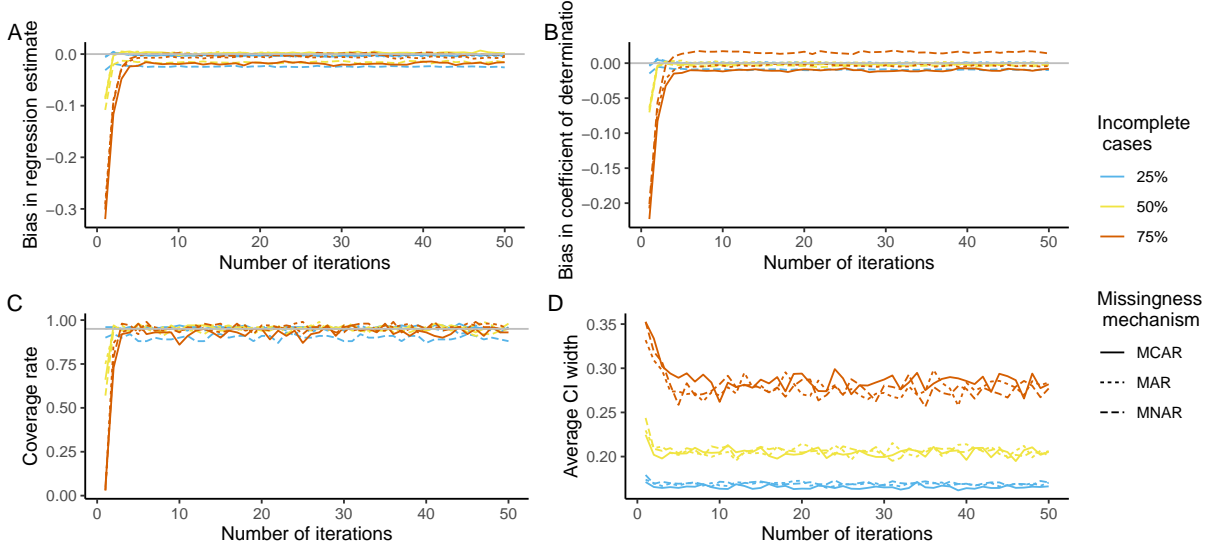 A
Bias in regression estimate
0.0
−0.1
−0.2
−0.3
0 10 20 30 40 50
Number of iterations
B
Bias in coefficient of determinatio
0.00
−0.05
−0.10
−0.15
−0.20
0 10 20 30 40 50
Number of iterations
C
Coverage rate
1.00
0.75
0.50
0.25
0.00
0 10 20 30 40 50
Number of iterations
D
Average CI width
0.35
0.30
0.25
0.20
0 10 20 30 40 50
Number of iterations
Incomplete
cases
25%
50%
75%
Missingness
mechanism
MCAR
MAR
MNAR